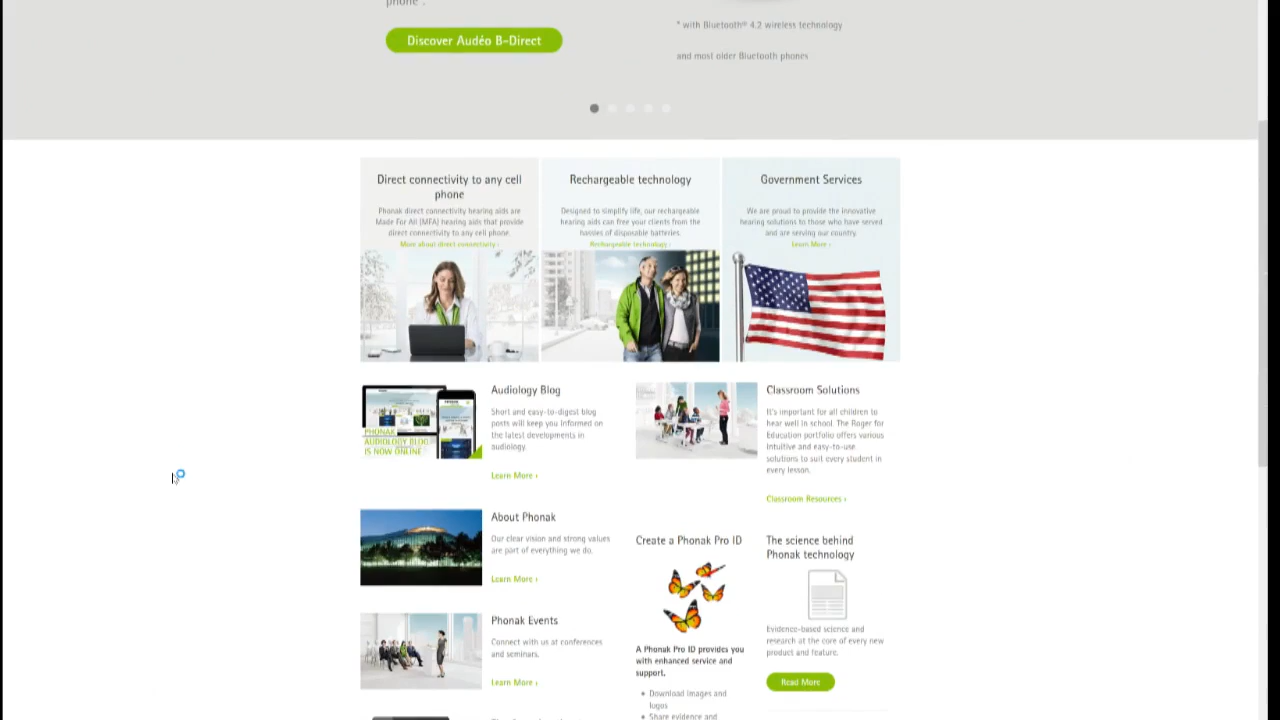 phone".
Discover Audéo B-Direct
* with Bluetooth® 4.2 wireless technology
and most older Bluetooth phones
Direct connectivity to any cell
phone
Phonak direct connectivity hearing aids are
Made For All (MFA) hearing aids that provide
direct connectivity to any cell phone.
More about direct connectivity ›
Rechargeable technology
Designed to simplify life, our rechargeable
hearing aids can free your clients from the
hassles of disposable batteries.
Rechargeable technology ›
Government Services
We are proud to provide the innovative
hearing solutions to those who have served
and are serving our country.
Learn More ›
PHONAK
AUDIOLOGY BLOG
IS NOW ONLINE
Audiology Blog
Short and easy-to-digest blog
posts will keep you informed on
the latest developments in
audiology.
Learn More ›
Classroom Solutions
It's important for all children to
hear well in school. The Roger for
Education portfolio offers various
intuitive and easy-to-use
solutions to suit every student in
every lesson.
Classroom Resources ›
About Phonak
Our clear vision and strong values
are part of everything we do.
Learn More ›
Phonak Events
Connect with us at conferences
and seminars.
Learn More ›
Create a Phonak Pro ID
A Phonak Pro ID provides you
with enhanced service and
support.
• Download images and
logos
• Share evidence and
The science behind
Phonak technology
Evidence-based science and
research at the core of every new
product and feature.
Read More